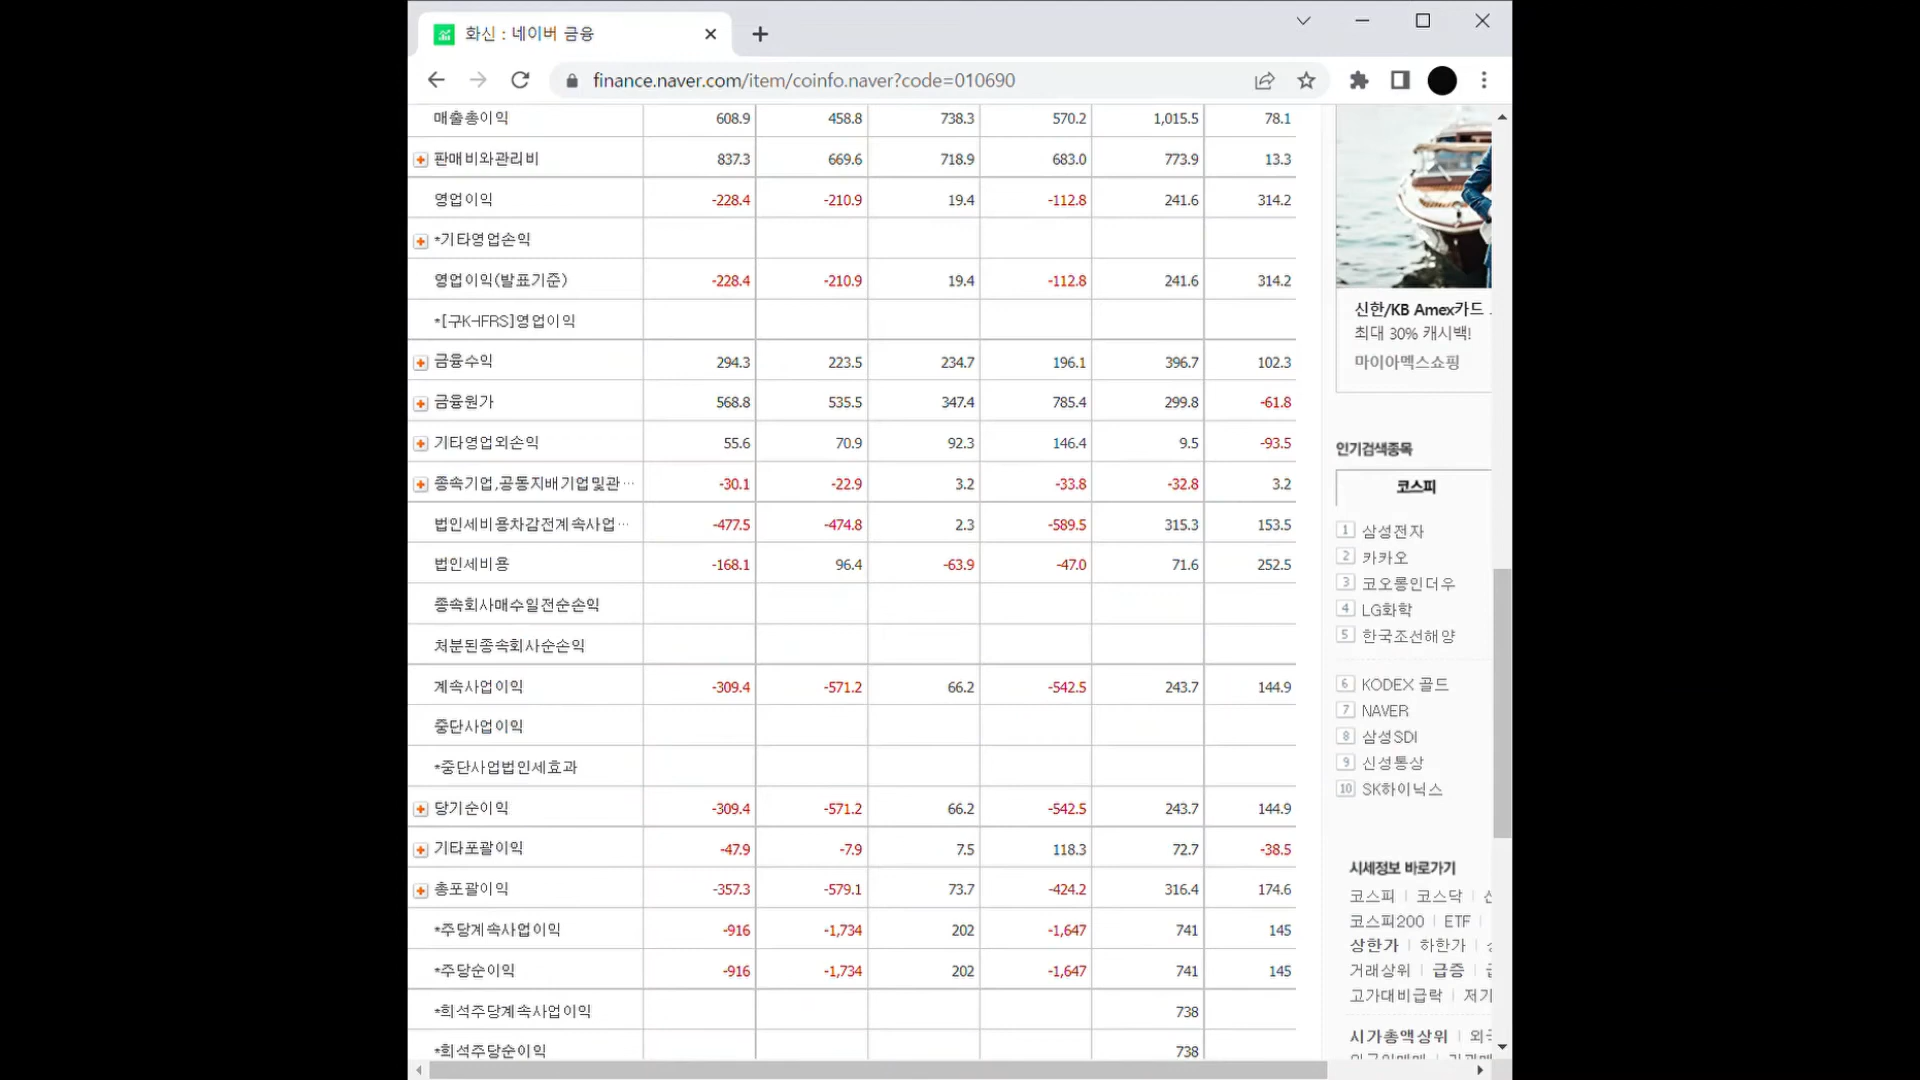 화신 : 네이버 금융
finance.naver.com/item/coinfo.naver?code=010690
매출총이익 608.9 458.8 738.3 570.2 1,015.5 78.1
판매비와관리비 837.3 669.6 718.9 683.0 773.9 13.3
영업이익 -228.4 -210.9 19.4 -112.8 241.6 314.2
*기타영업손익
영업이익(발표기준) -228.4 -210.9 19.4 -112.8 241.6 314.2
*[구K-IFRS]영업이익
금융수익 294.3 223.5 234.7 196.1 396.7 102.3
금융원가 568.8 535.5 347.4 785.4 299.8 -61.8
기타영업외손익 55.6 70.9 92.3 146.4 9.5 -93.5
종속기업,공동지배기업및관… -30.1 -22.9 3.2 -33.8 -32.8 3.2
법인세비용차감전계속사업… -477.5 -474.8 2.3 -589.5 315.3 153.5
법인세비용 -168.1 96.4 -63.9 -47.0 71.6 252.5
종속회사매수일전순손익
처분된종속회사순손익
계속사업이익 -309.4 -571.2 66.2 -542.5 243.7 144.9
중단사업이익
*중단사업법인세효과
당기순이익 -309.4 -571.2 66.2 -542.5 243.7 144.9
기타포괄이익 -47.9 -7.9 7.5 118.3 72.7 -38.5
총포괄이익 -357.3 -579.1 73.7 -424.2 316.4 174.6
*주당계속사업이익 -916 -1,734 202 -1,647 741 145
*주당순이익 -916 -1,734 202 -1,647 741 145
*희석주당계속사업이익 738
*희석주당순이익 738
신한/KB Amex카드
최대 30% 캐시백!
마이아멕스쇼핑
인기검색종목
코스피
1 삼성전자
2 카카오
3 코오롱인더우
4 LG화학
5 한국조선해양
6 KODEX 골드
7 NAVER
8 삼성SDI
9 신성통상
10 SK하이닉스
시세정보 바로가기
코스피 코스닥
코스피200 ETF
상한가 하한가
거래상위 급증
고가대비급락
시가총액상위